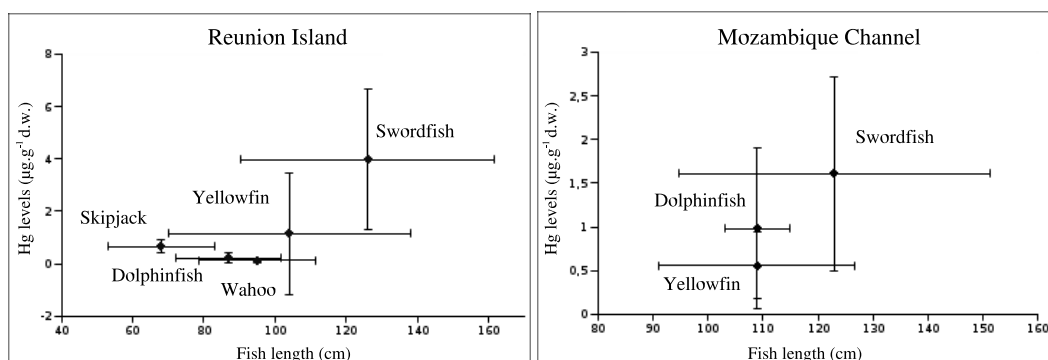 Reunion Island
8
6
4
2
0
-2
Hg levels (µg.g-1 d.w.)
Swordfish
Yellowfin
Skipjack
Dolphinfish
Wahoo
40 60 80 100 120 140 160
Fish length (cm)
Mozambique Channel
3
2,5
2
1,5
1
0,5
0
Hg levels (µg.g-1 d.w.)
Swordfish
Dolphinfish
Yellowfin
80 90 100 110 120 130 140 150 160
Fish length (cm)